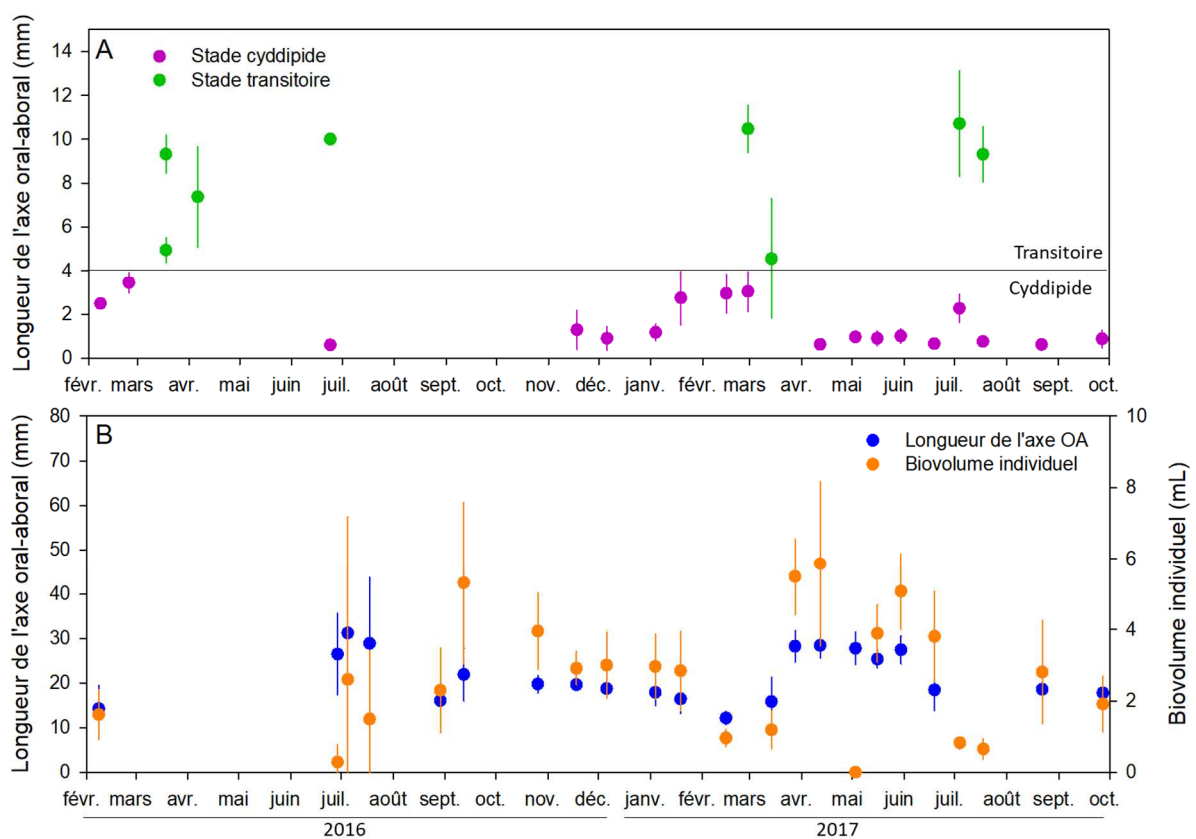 A
Stade cyddipide
Stade transitoire
Longueur de l'axe oral-aboral (mm)
14
12
10
8
6
4
2
0
Transitoire
Cyddipide
févr. mars avr. mai juin juil. août sept. oct. nov. déc. janv. févr. mars avr. mai juin juil. août sept. oct.
B
Longueur de l'axe OA
Biovolume individuel
Longueur de l'axe oral-aboral (mm)
80
70
60
50
40
30
20
10
0
10
8
6
4
2
0
Biovolume individuel (mL)
févr. mars avr. mai juin juil. août sept. oct. nov. déc. janv. févr. mars avr. mai juin juil. août sept. oct.
2016 2017